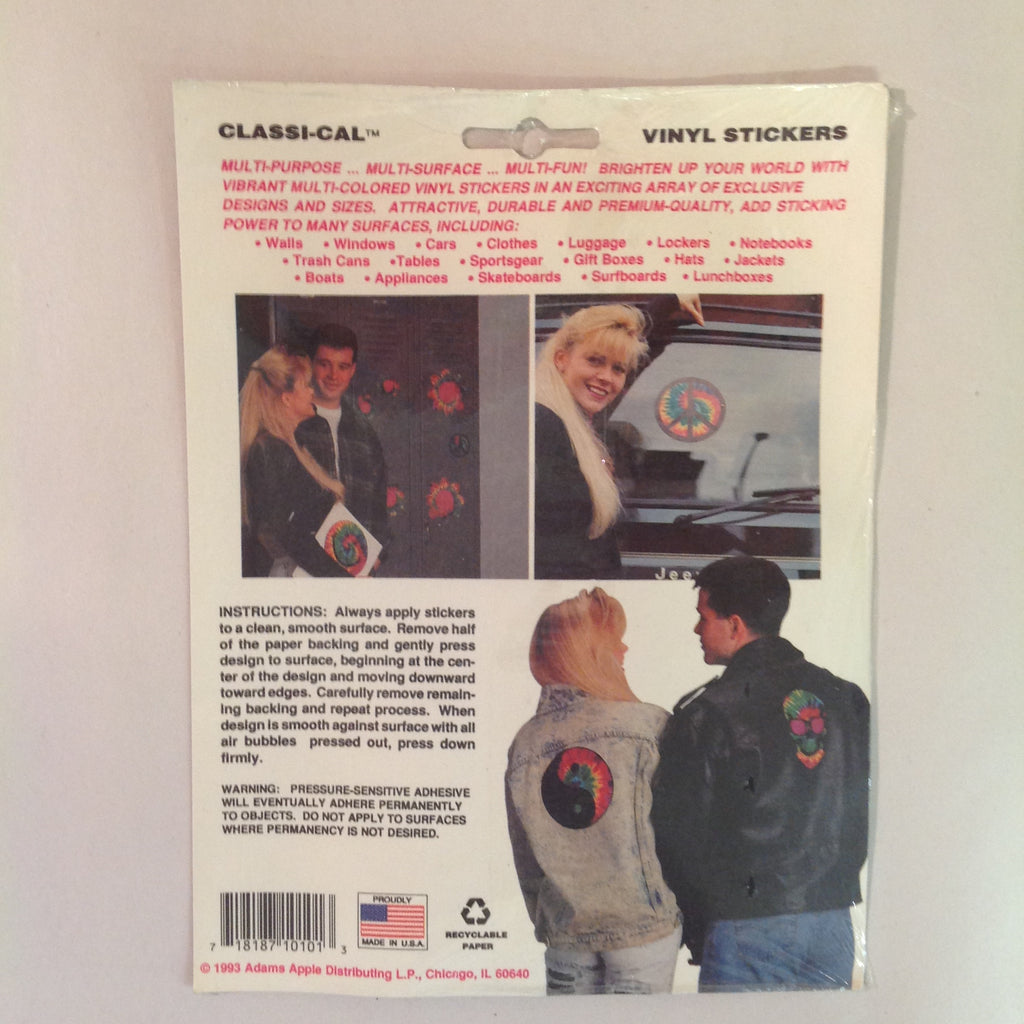 CLASSI-CAL™
VINYL STICKERS
MULTI-PURPOSE ... MULTI-SURFACE ... MULTI-FUN! BRIGHTEN UP YOUR WORLD WITH
VIBRANT MULTI-COLORED VINYL STICKERS IN AN EXCITING ARRAY OF EXCLUSIVE
DESIGNS AND SIZES. ATTRACTIVE, DURABLE AND PREMIUM-QUALITY, ADD STICKING
POWER TO MANY SURFACES, INCLUDING:
• Walls • Windows • Cars • Clothes • Luggage • Lockers • Notebooks
• Trash Cans •Tables • Sportsgear • Gift Boxes • Hats • Jackets
• Boats • Appliances • Skateboards • Surfboards • Lunchboxes
Jee
INSTRUCTIONS: Always apply stickers
to a clean, smooth surface. Remove half
of the paper backing and gently press
design to surface, beginning at the cen-
ter of the design and moving downward
toward edges. Carefully remove remain-
ing backing and repeat process. When
design is smooth against surface with all
air bubbles pressed out, press down
firmly.
WARNING: PRESSURE-SENSITIVE ADHESIVE
WILL EVENTUALLY ADHERE PERMANENTLY
TO OBJECTS. DO NOT APPLY TO SURFACES
WHERE PERMANENCY IS NOT DESIRED.
7 18187 10101 3
PROUDLY
MADE IN U.S.A.
RECYCLABLE
PAPER
© 1993 Adams Apple Distributing L.P., Chicago, IL 60640